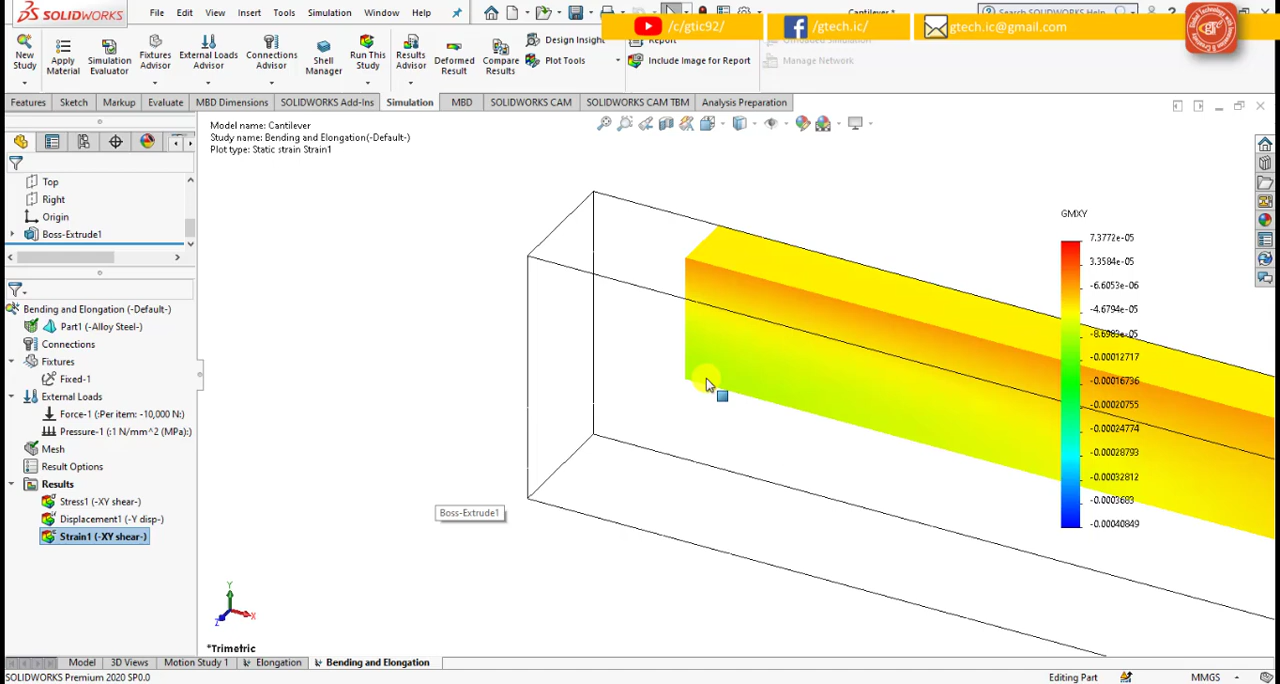 SOLIDWORKS
File Edit View Insert Tools Simulation Window Help
/c/gtic92/
/gtech.ic/
gtech.ic@gmail.com
New Study
Apply Material
Simulation Evaluator
Fixtures Advisor
External Loads Advisor
Connections Advisor
Shell Manager
Run This Study
Results Advisor
Deformed Result
Compare Results
Design Insight
Plot Tools
Report
Include Image for Report
Manage Network
Features Sketch Markup Evaluate MBD Dimensions SOLIDWORKS Add-Ins Simulation MBD SOLIDWORKS CAM SOLIDWORKS CAM TBM Analysis Preparation
Model name: Cantilever
Study name: Bending and Elongation(-Default-)
Plot type: Static strain Strain1
Top
Right
Origin
Boss-Extrude1
Bending and Elongation (-Default-)
Part1 (-Alloy Steel-)
Connections
Fixtures
Fixed-1
External Loads
Force-1 (:Per item: -10,000 N:)
Pressure-1 (:1 N/mm^2 (MPa):)
Mesh
Result Options
Results
Stress1 (-XY shear-)
Displacement1 (-Y disp-)
Strain1 (-XY shear-)
GMXY
7.3772e-05
3.3584e-05
-6.6053e-06
-4.6794e-05
-8.6983e-05
-0.00012717
-0.00016736
-0.00020755
-0.00024774
-0.00028793
-0.00032812
-0.0003683
-0.00040849
Boss-Extrude1
Y
X
Z
*Trimetric
Model 3D Views Motion Study 1 Elongation Bending and Elongation
SOLIDWORKS Premium 2020 SP0.0
Editing Part
MMGS